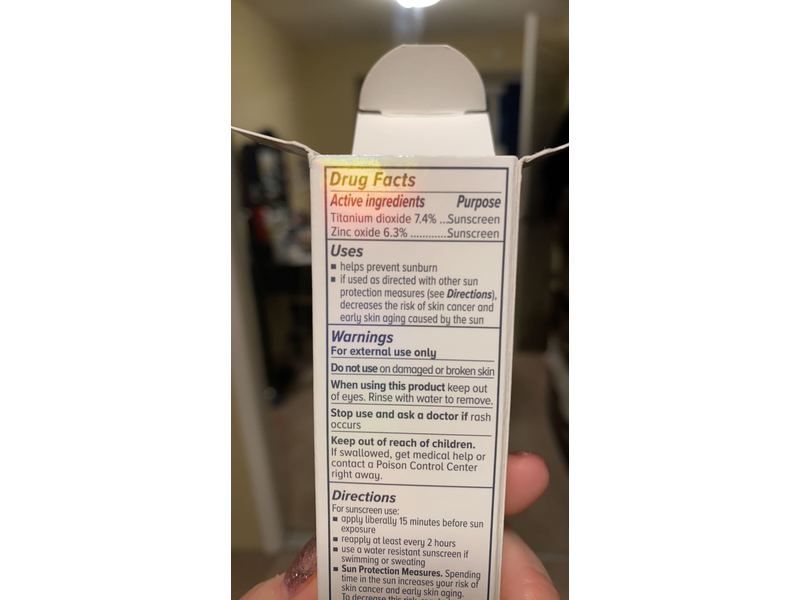 Drug Facts
Active ingredients Purpose
Titanium dioxide 7.4% ...Sunscreen
Zinc oxide 6.3% ............Sunscreen
Uses
■ helps prevent sunburn
■ if used as directed with other sun
protection measures (see Directions),
decreases the risk of skin cancer and
early skin aging caused by the sun
Warnings
For external use only
Do not use on damaged or broken skin
When using this product keep out
of eyes. Rinse with water to remove.
Stop use and ask a doctor if rash
occurs
Keep out of reach of children.
If swallowed, get medical help or
contact a Poison Control Center
right away.
Directions
For sunscreen use:
■ apply liberally 15 minutes before sun
exposure
■ reapply at least every 2 hours
■ use a water resistant sunscreen if
swimming or sweating
■ Sun Protection Measures. Spending
time in the sun increases your risk of
skin cancer and early skin aging.
To decrease this risk